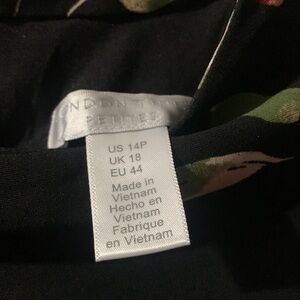 PETITES
US 14P
UK 18
EU 44
Made in
Vietnam
Hecho en
Vietnam
Fabrique
en Vietnam